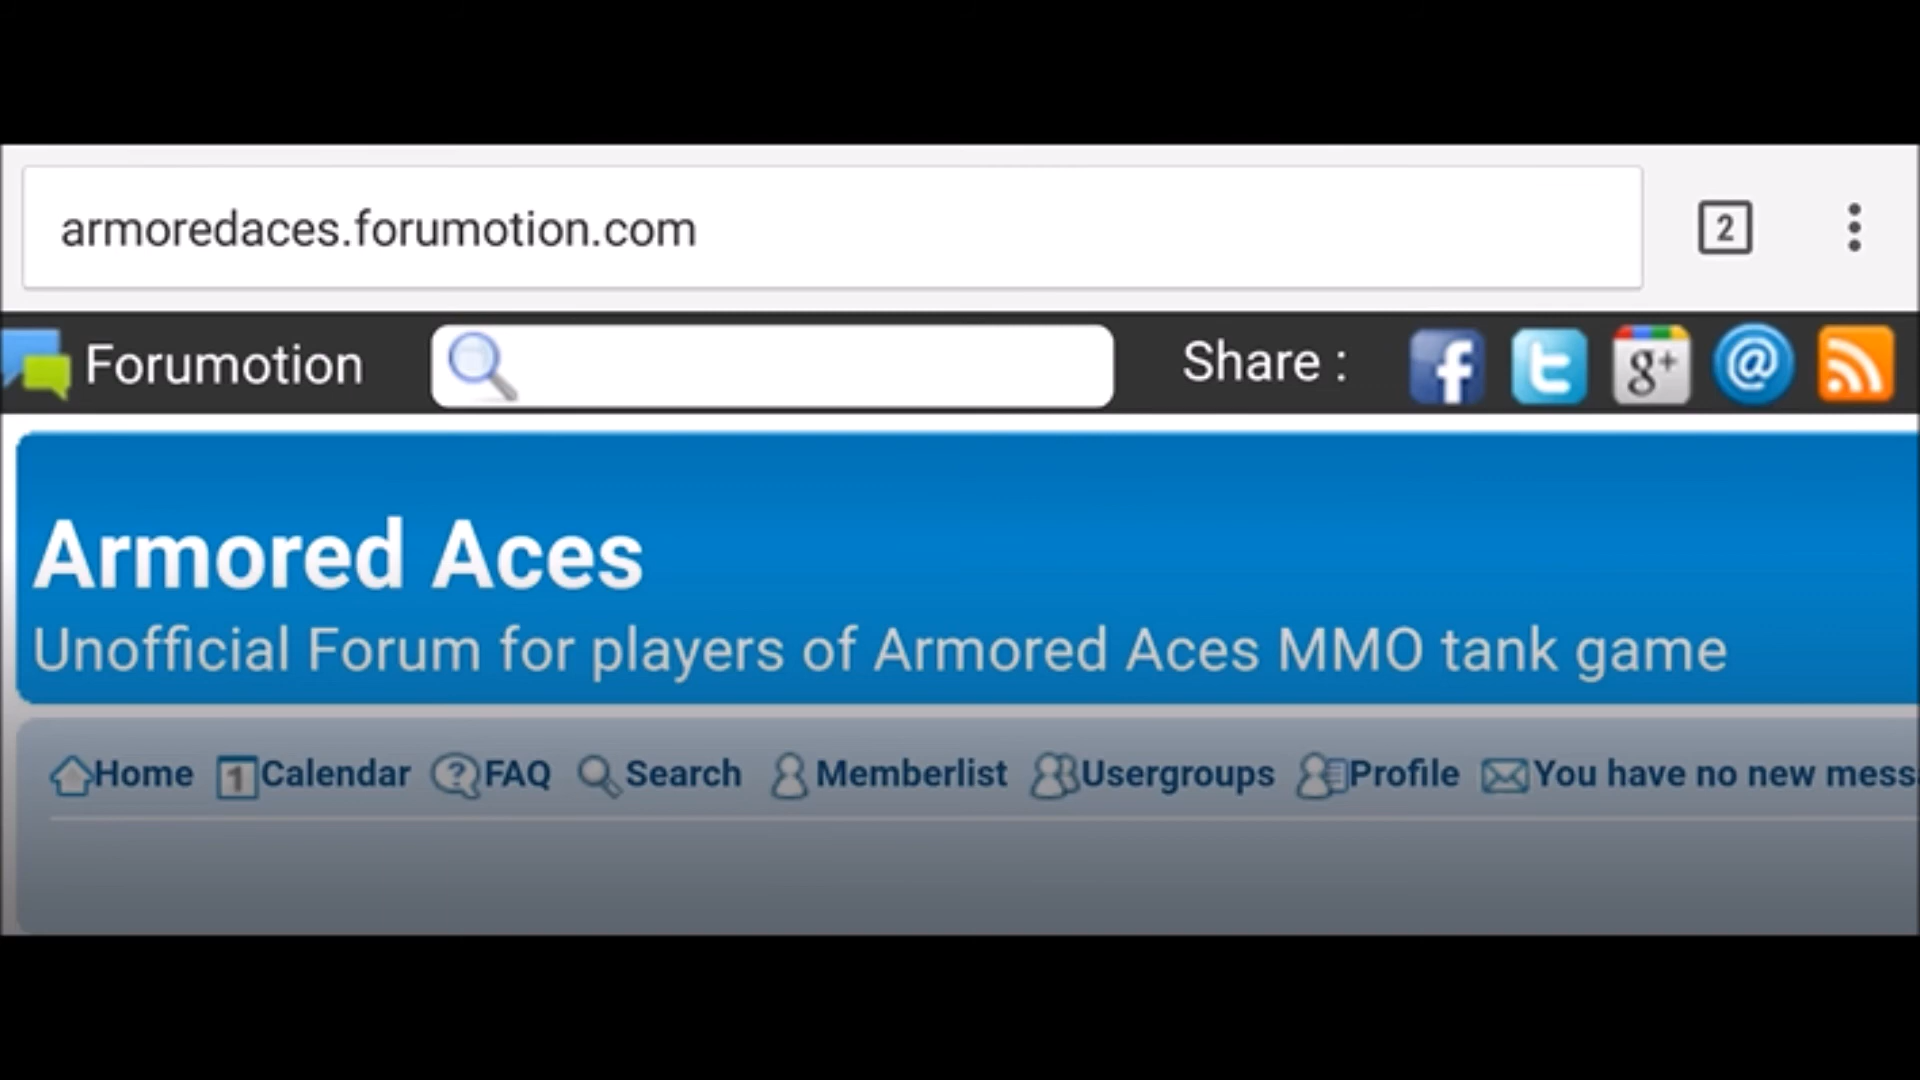 armoredaces.forumotion.com
2
Forumotion
Share :
Armored Aces
Unofficial Forum for players of Armored Aces MMO tank game
Home 1 Calendar ? FAQ Search Memberlist Usergroups Profile You have no new mess